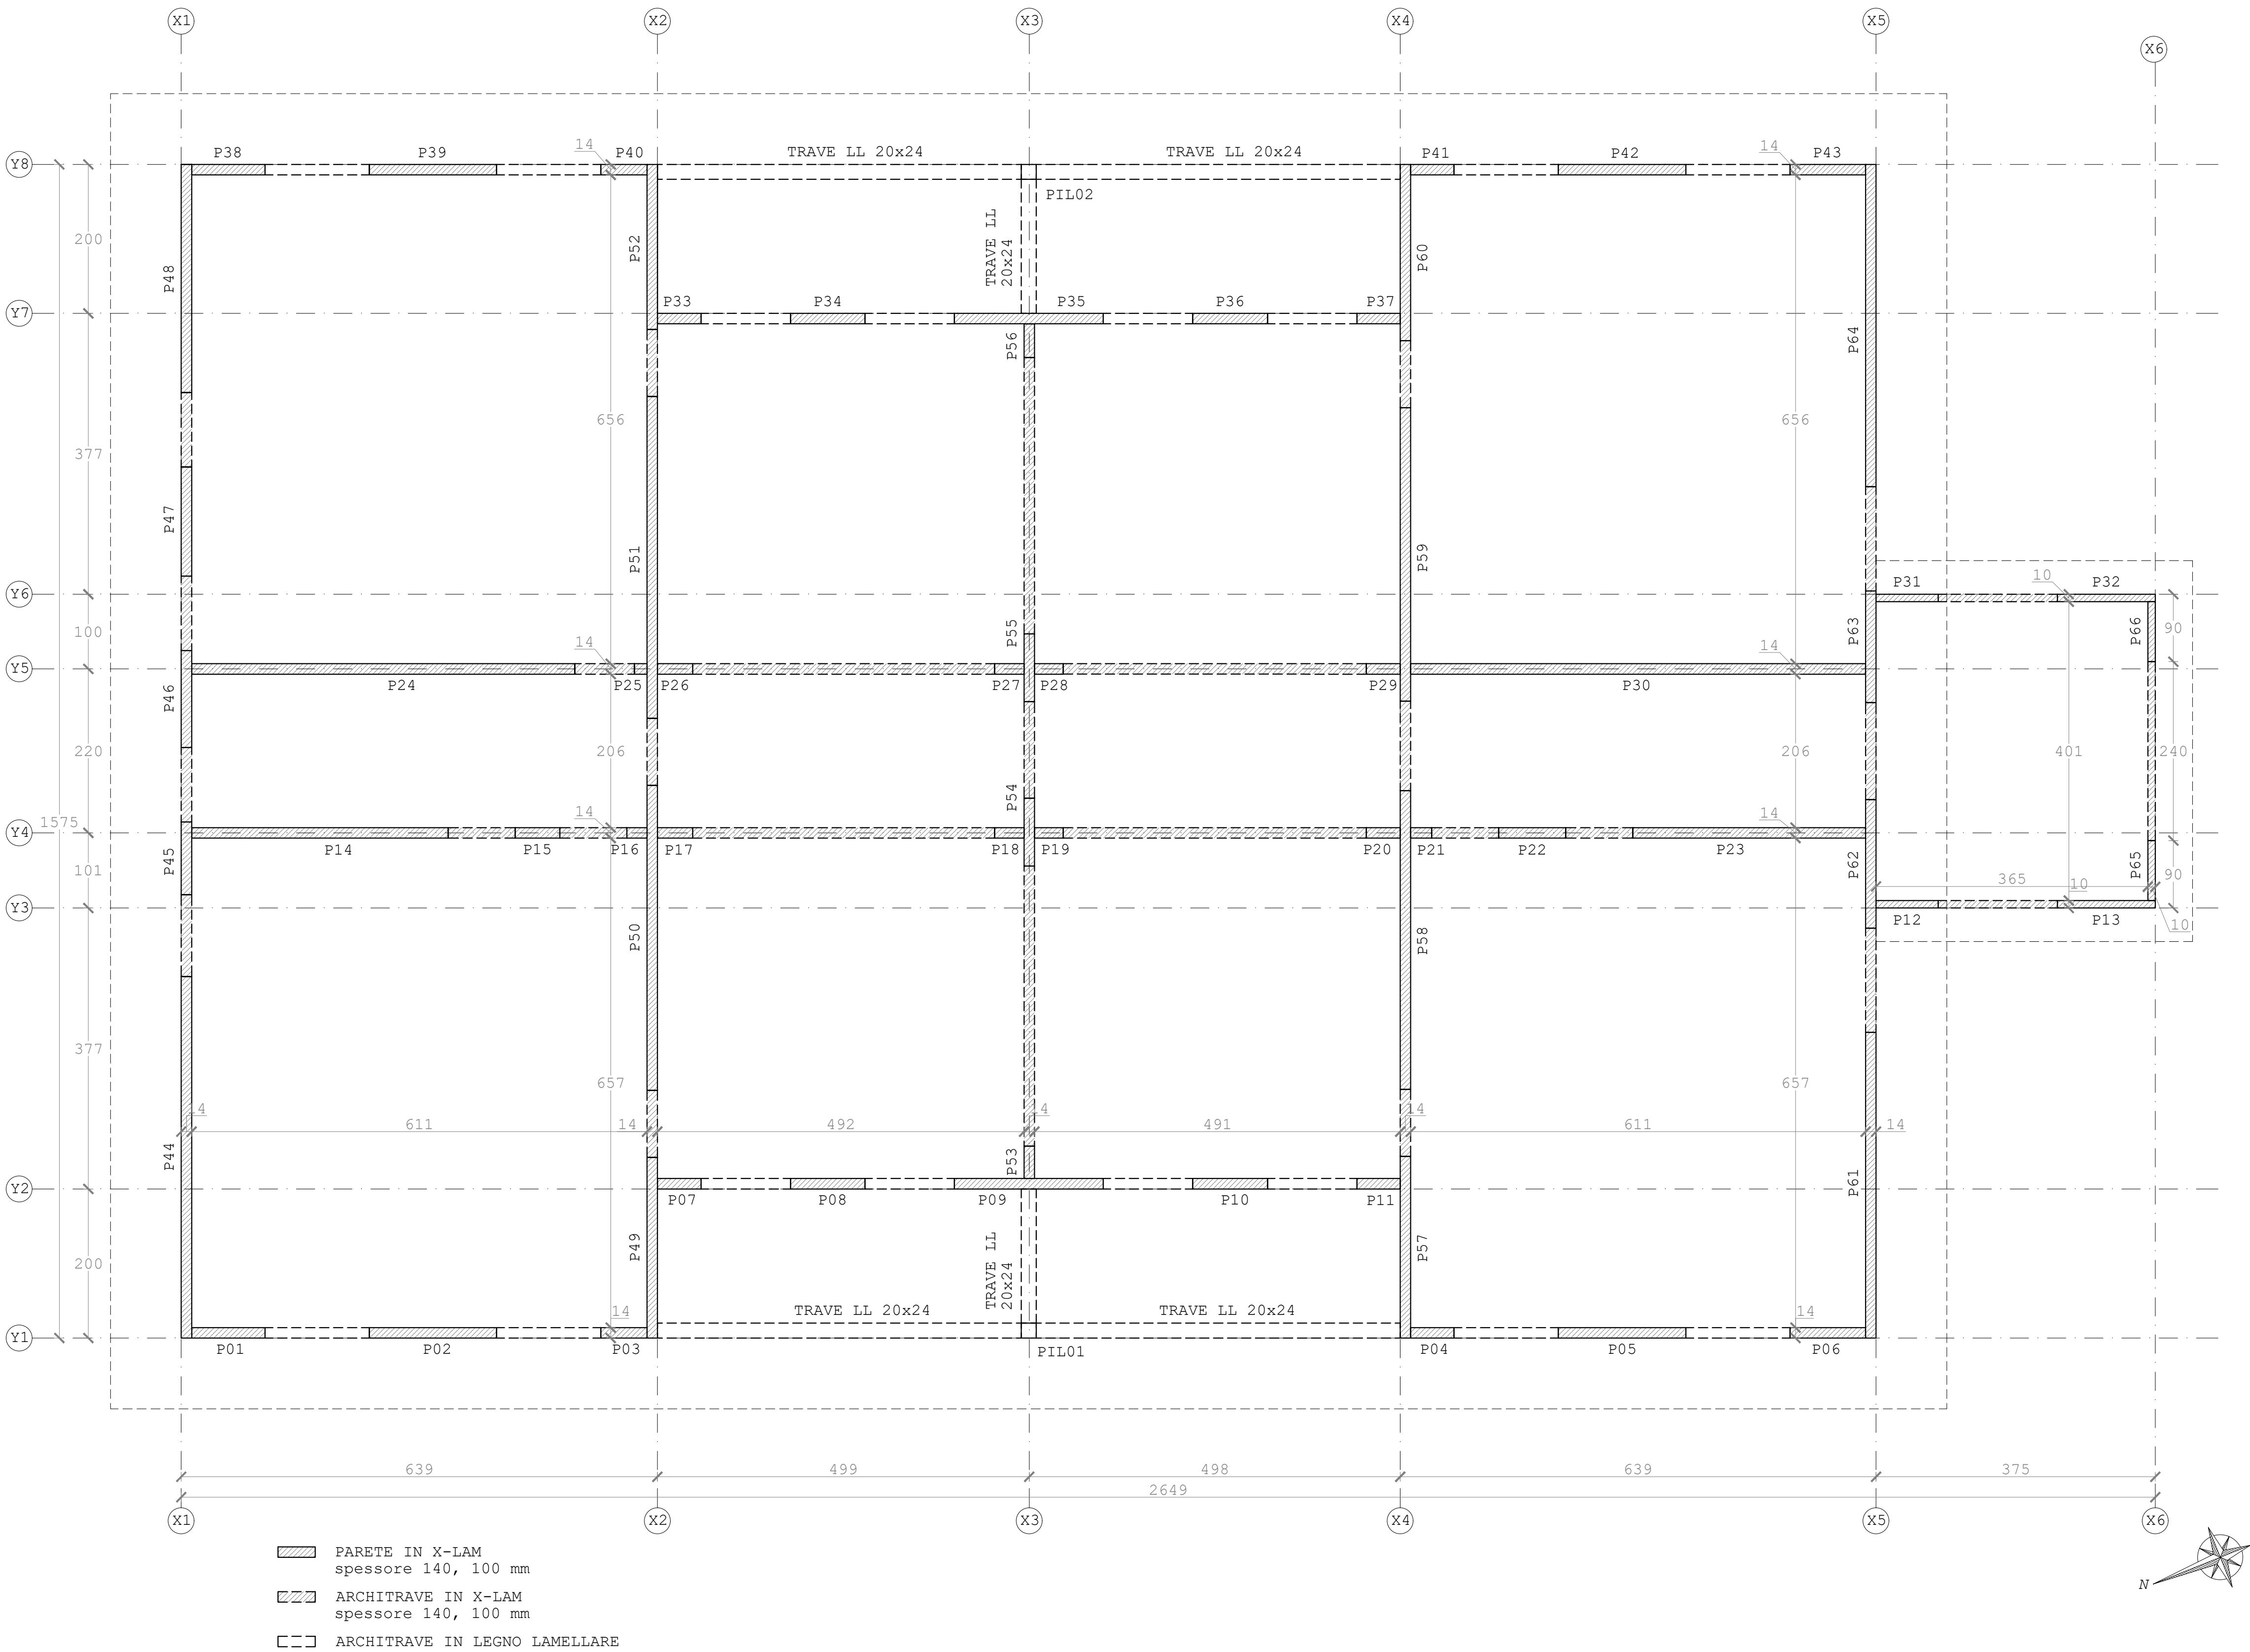 X1 X2 X3 X4 X5
X6
14 14
P38 P39 P40 TRAVE LL 20x24 TRAVE LL 20x24 P41 P42 P43
Y8
PIL02
200
P48 P52 TRAVE LL
20x24
P60
P33 P34 P35 P36 P37
Y7
P56 P64
656 656
377
P47 P51 P59
10
P31 P32
Y6
100 P55 P63 P66 90
14 14
Y5
P24 P25 P26 P27 P28 P29 P30
P46
220 206 206 401 240
P54
14 14
1575
Y4
P14 P15 P16 P17 P18 P19 P20 P21 P22 P23
P45 P62 P65
101 365 10 90
Y3
P12 P13
10
P50 P58
377
657 657
14 14 14
611 14 492 491 611 14
P44 P53
Y2
P07 P08 P09 P10 P11
P61
P49 TRAVE LL
20x24
P57
200
14 TRAVE LL 20x24 TRAVE LL 20x24 14
Y1
P01 P02 P03 PIL01 P04 P05 P06
639 499 498 639 375
2649
X1 X2 X3 X4 X5 X6
PARETE IN X-LAM
spessore 140, 100 mm
ARCHITRAVE IN X-LAM
spessore 140, 100 mm
ARCHITRAVE IN LEGNO LAMELLARE
N